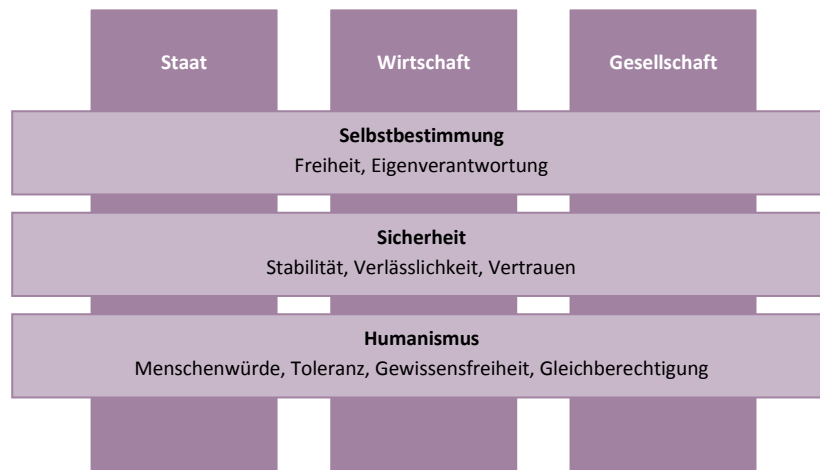 Staat
Wirtschaft
Gesellschaft
Selbstbestimmung
Freiheit, Eigenverantwortung
Sicherheit
Stabilität, Verlässlichkeit, Vertrauen
Humanismus
Menschenwürde, Toleranz, Gewissensfreiheit, Gleichberechtigung